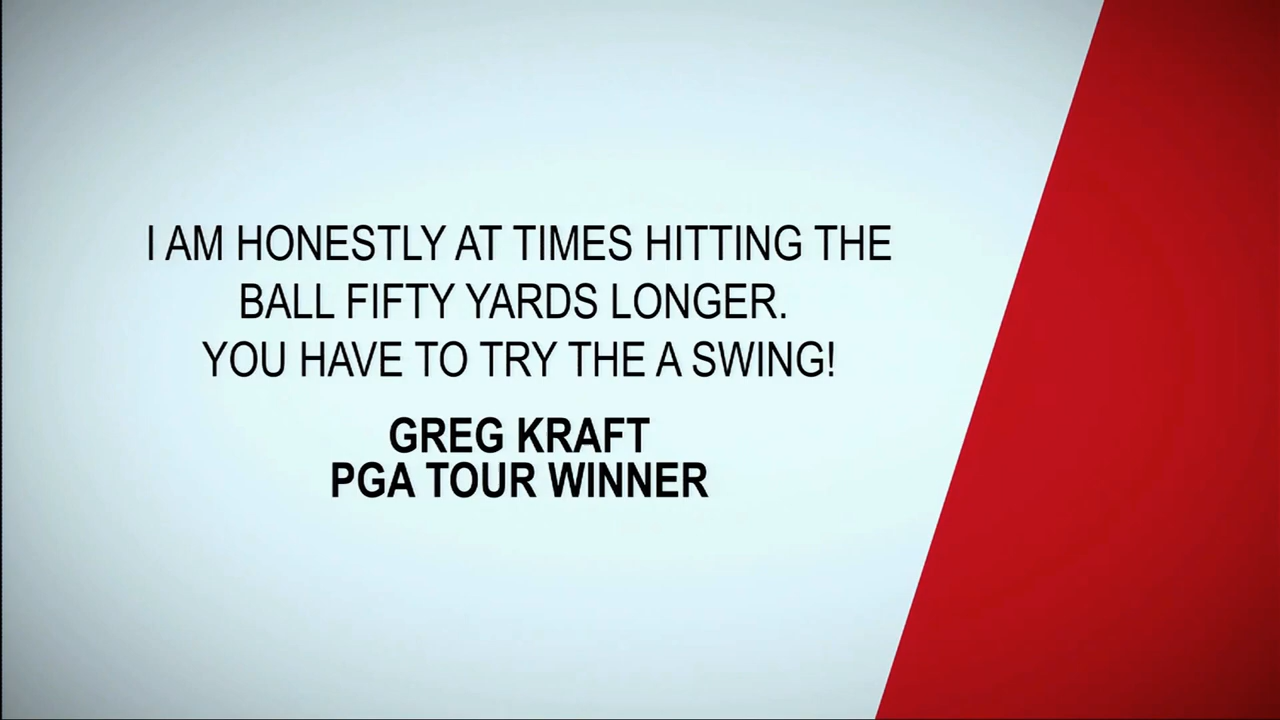 I AM HONESTLY AT TIMES HITTING THE
BALL FIFTY YARDS LONGER.
YOU HAVE TO TRY THE A SWING!
GREG KRAFT
PGA TOUR WINNER